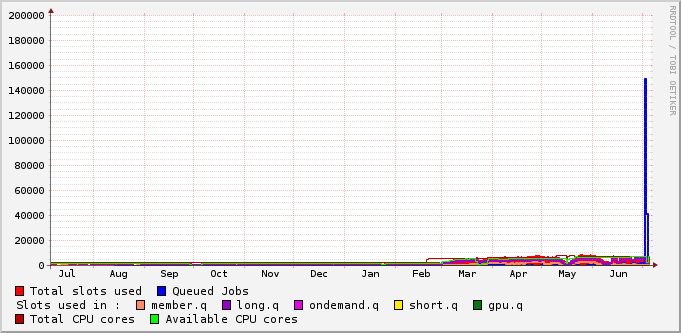 200000
180000
160000
140000
120000
100000
80000
60000
40000
20000
0
Jul Aug Sep Oct Nov Dec Jan Feb Mar Apr May Jun
RRDTOOL / TOBI OETIKER
Total slots used Queued Jobs
Slots used in : member.q long.q ondemand.q short.q gpu.q
Total CPU cores Available CPU cores